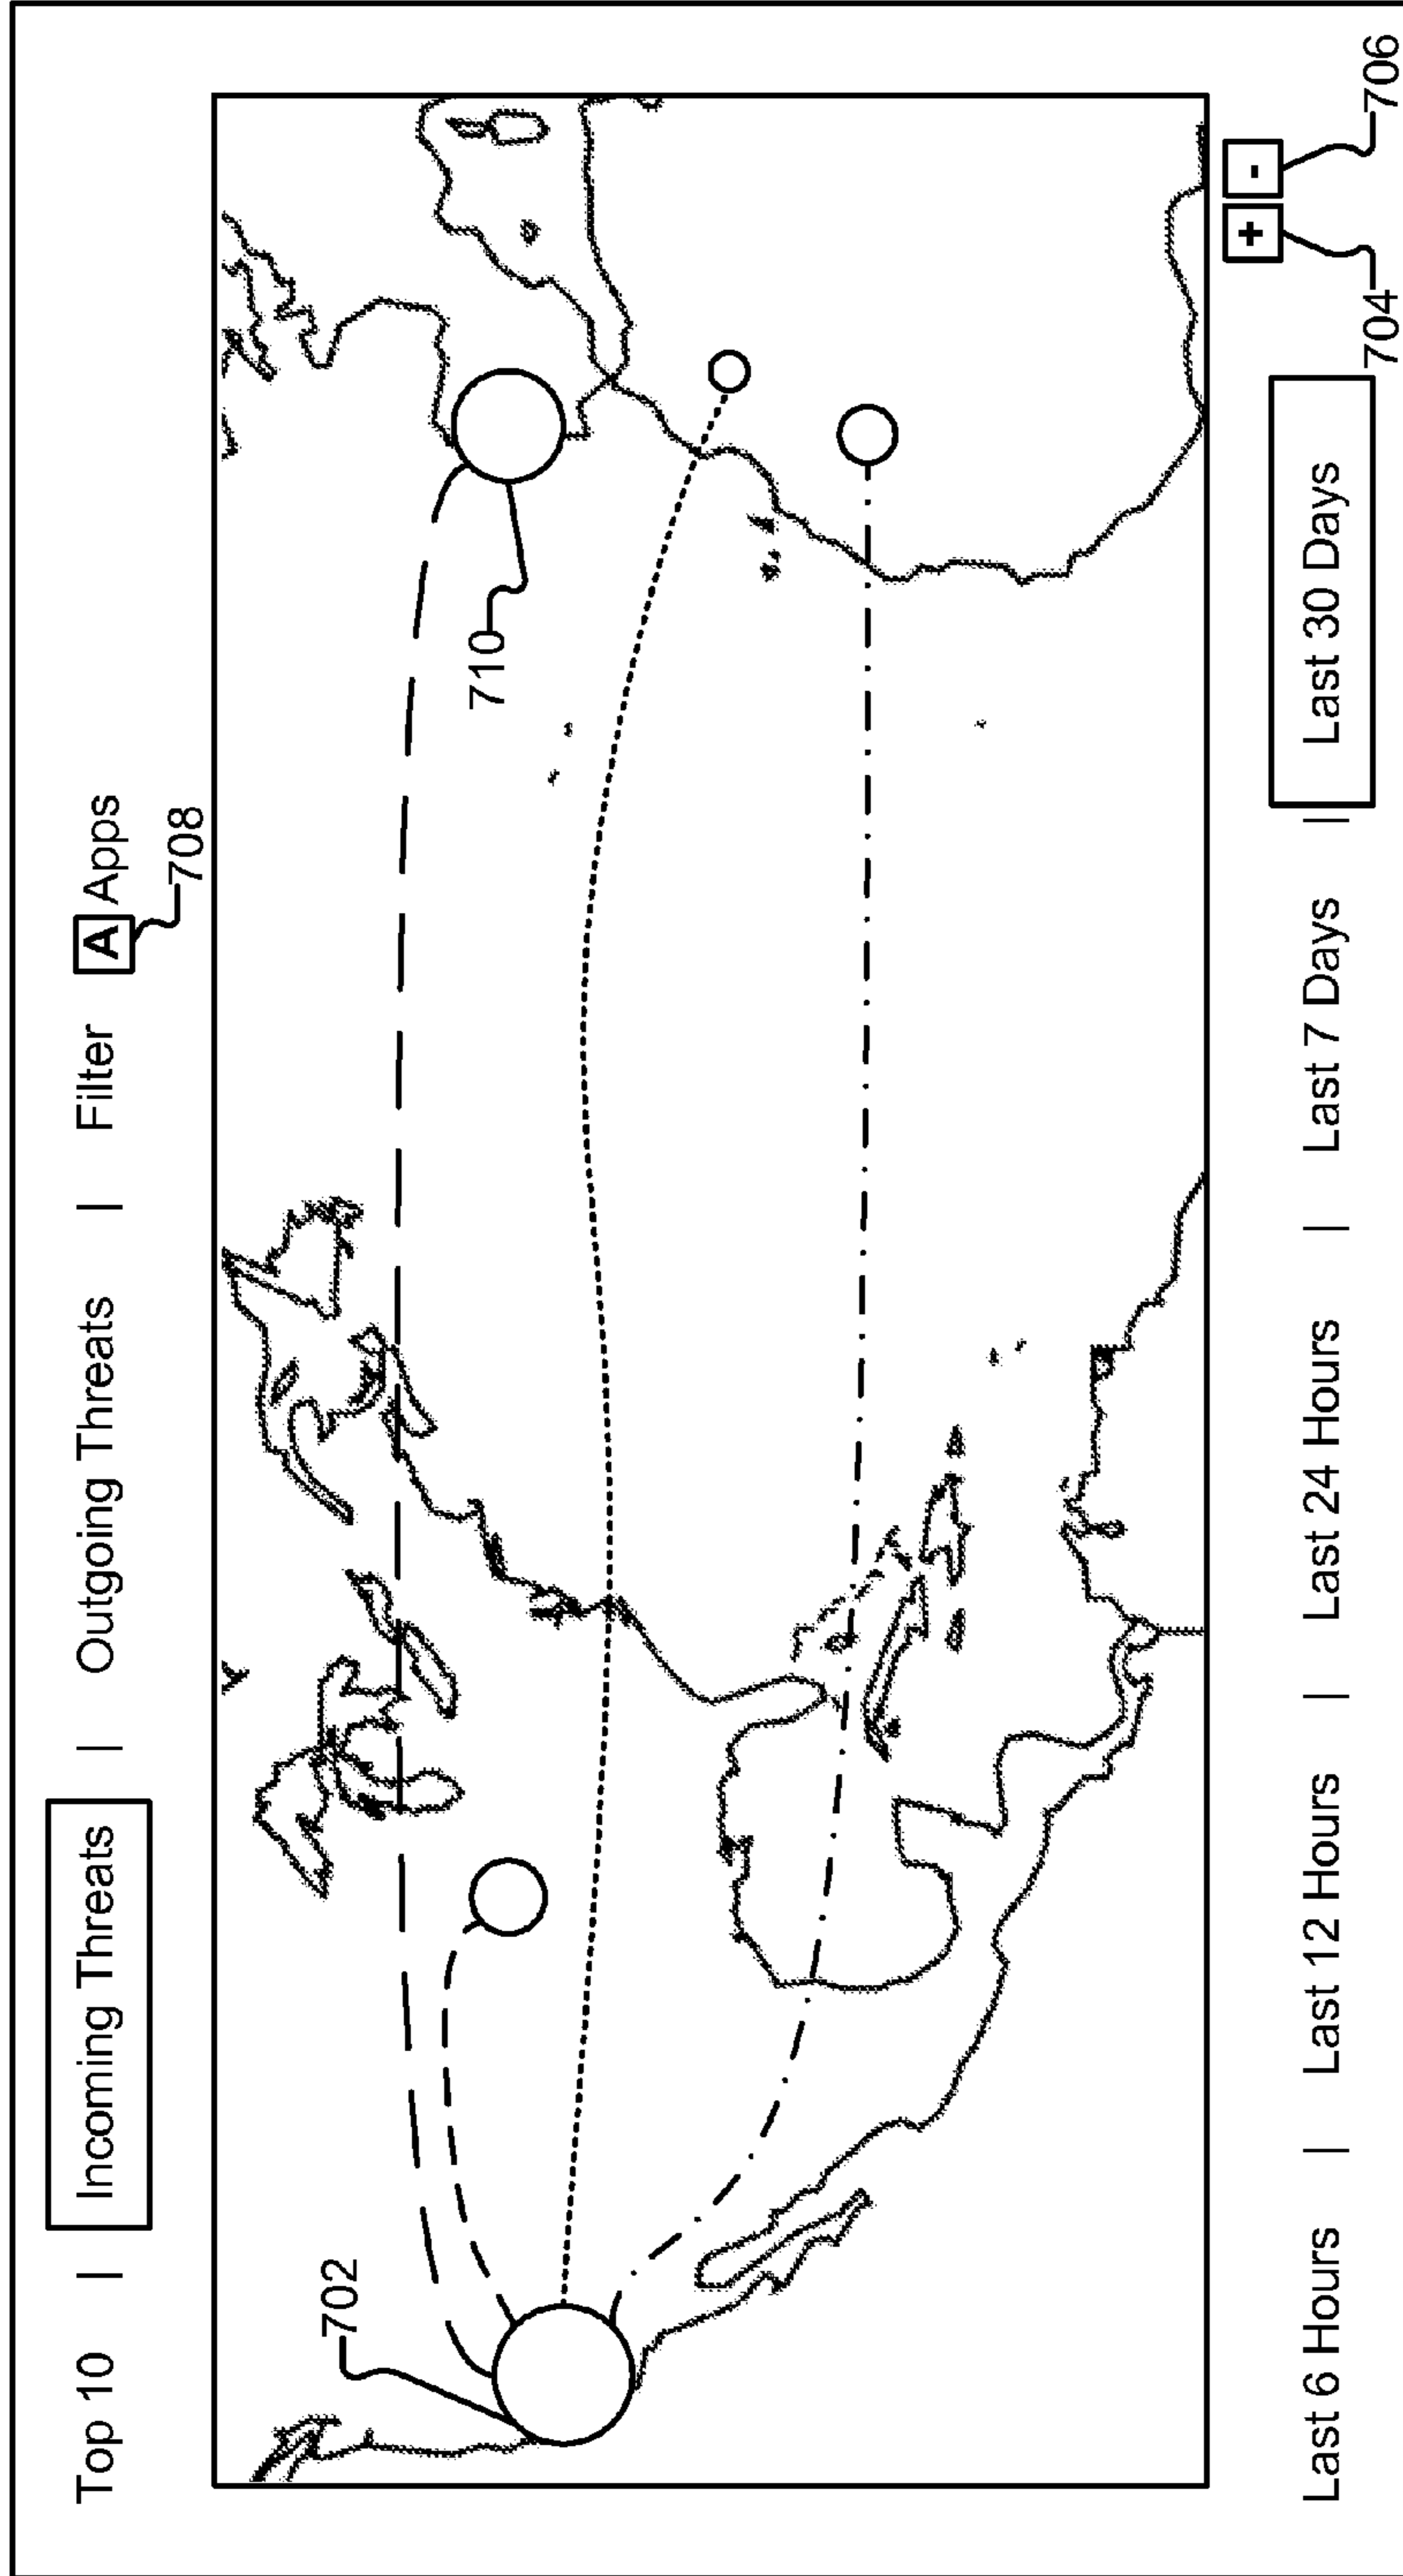 Top 10 | Incoming Threats | Outgoing Threats | Filter A Apps
708
702
710
+ -
704 706
Last 6 Hours | Last 12 Hours | Last 24 Hours | Last 7 Days | Last 30 Days